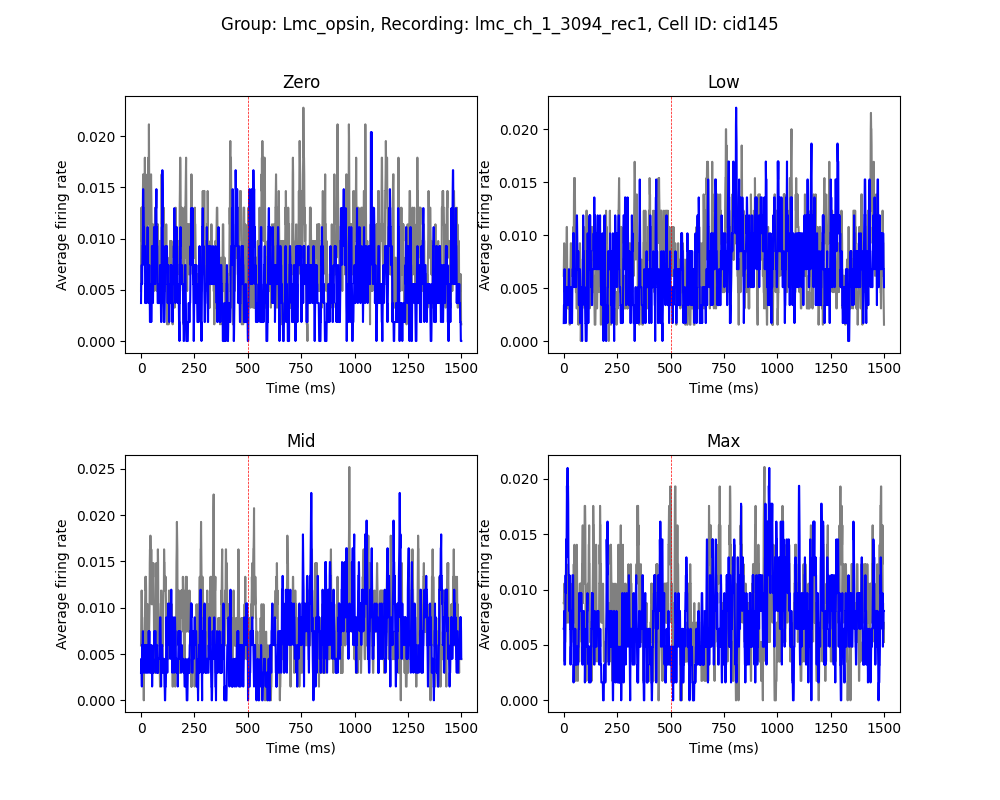 Group: Lmc_opsin, Recording: lmc_ch_1_3094_rec1, Cell ID: cid145
Zero
Average firing rate
0.020
0.015
0.010
0.005
0.000
0 250 500 750 1000 1250 1500
Time (ms)
Low
Average firing rate
0.020
0.015
0.010
0.005
0.000
0 250 500 750 1000 1250 1500
Time (ms)
Mid
Average firing rate
0.025
0.020
0.015
0.010
0.005
0.000
0 250 500 750 1000 1250 1500
Time (ms)
Max
Average firing rate
0.020
0.015
0.010
0.005
0.000
0 250 500 750 1000 1250 1500
Time (ms)